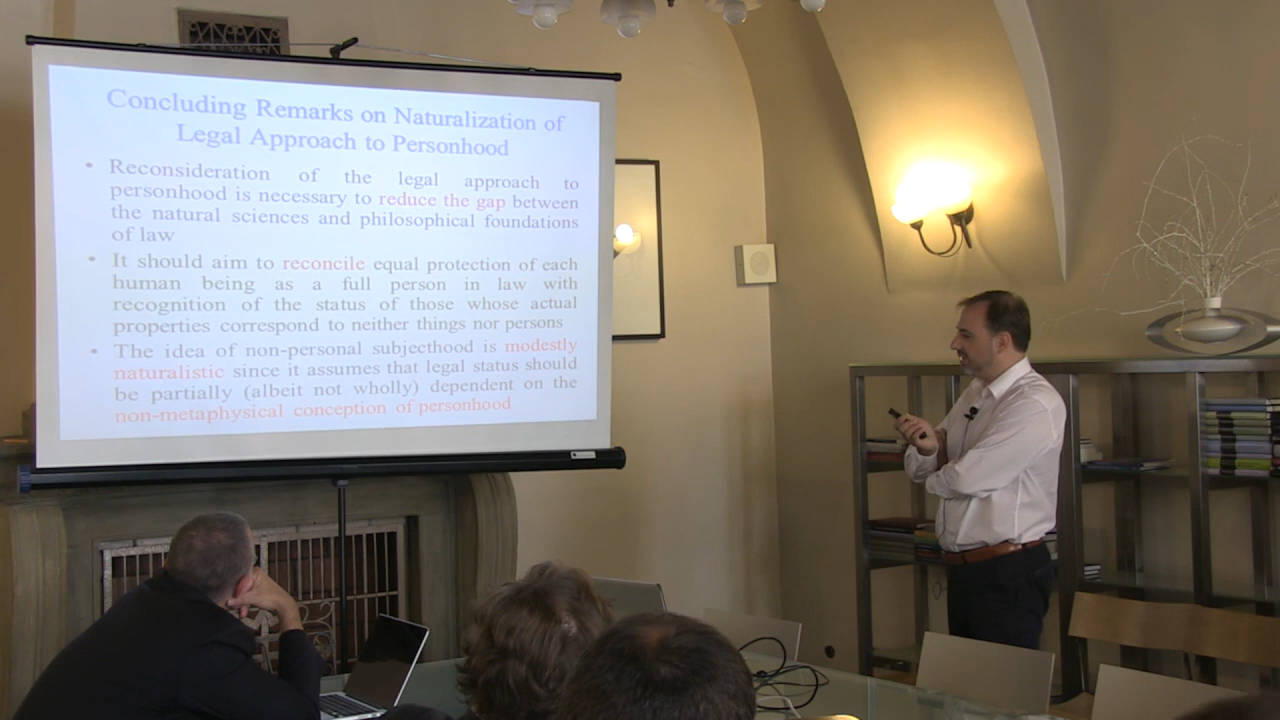 Concluding Remarks on Naturalization of
Legal Approach to Personhood
• Reconsideration of the legal approach to
personhood is necessary to reduce the gap between
the natural sciences and philosophical foundations
of law
• It should aim to reconcile equal protection of each
human being as a full person in law with
recognition of the status of those whose actual
properties correspond to neither things nor persons
• The idea of non-personal subjecthood is modestly
naturalistic since it assumes that legal status should
be partially (albeit not wholly) dependent on the
non-metaphysical conception of personhood